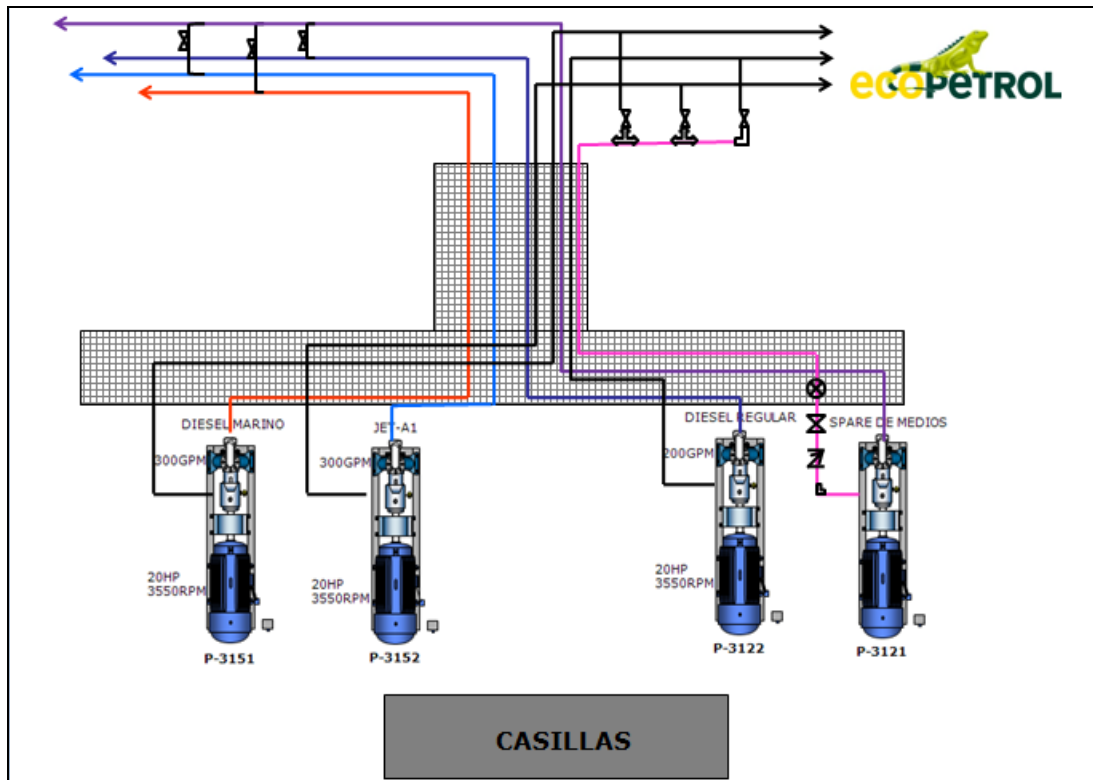 ecoPETROL
DIESEL MARINO
JET-A1
DIESEL REGULAR
SPARE DE MEDIOS
300GPM
300GPM
200GPM
20HP
3550RPM
20HP
3550RPM
20HP
3550RPM
P-3151
P-3152
P-3122
P-3121
CASILLAS